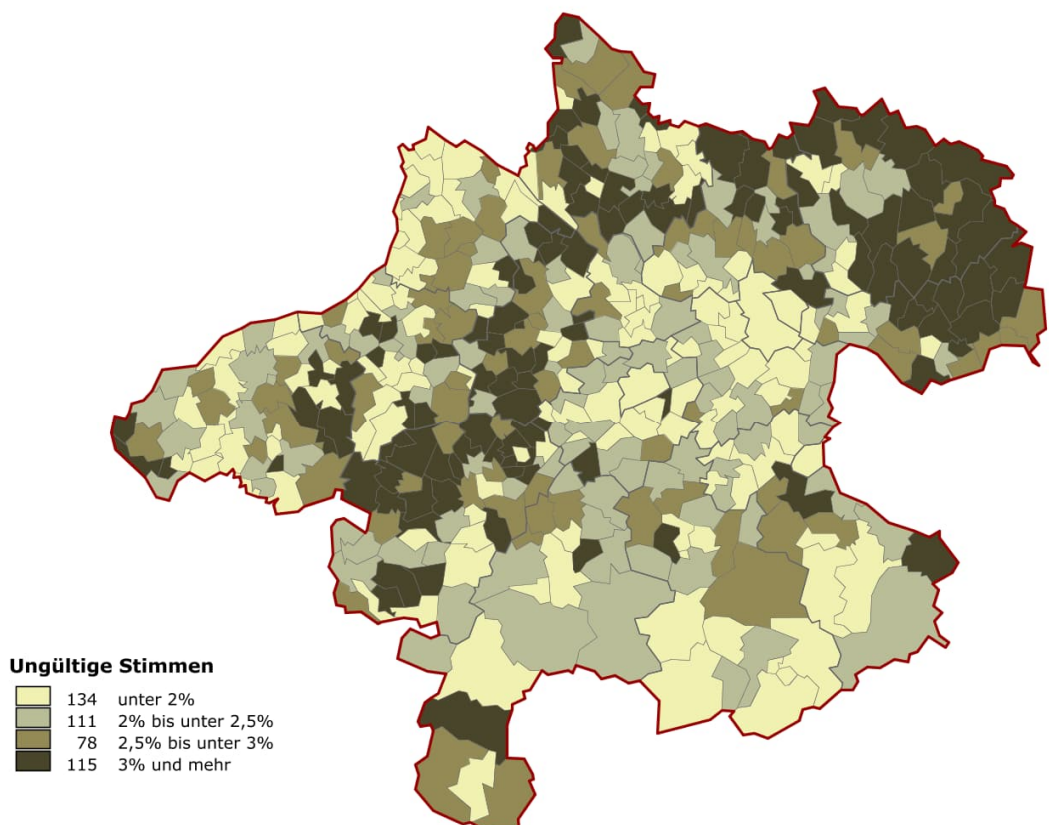 Ungültige Stimmen
134 unter 2%
111 2% bis unter 2,5%
78 2,5% bis unter 3%
115 3% und mehr